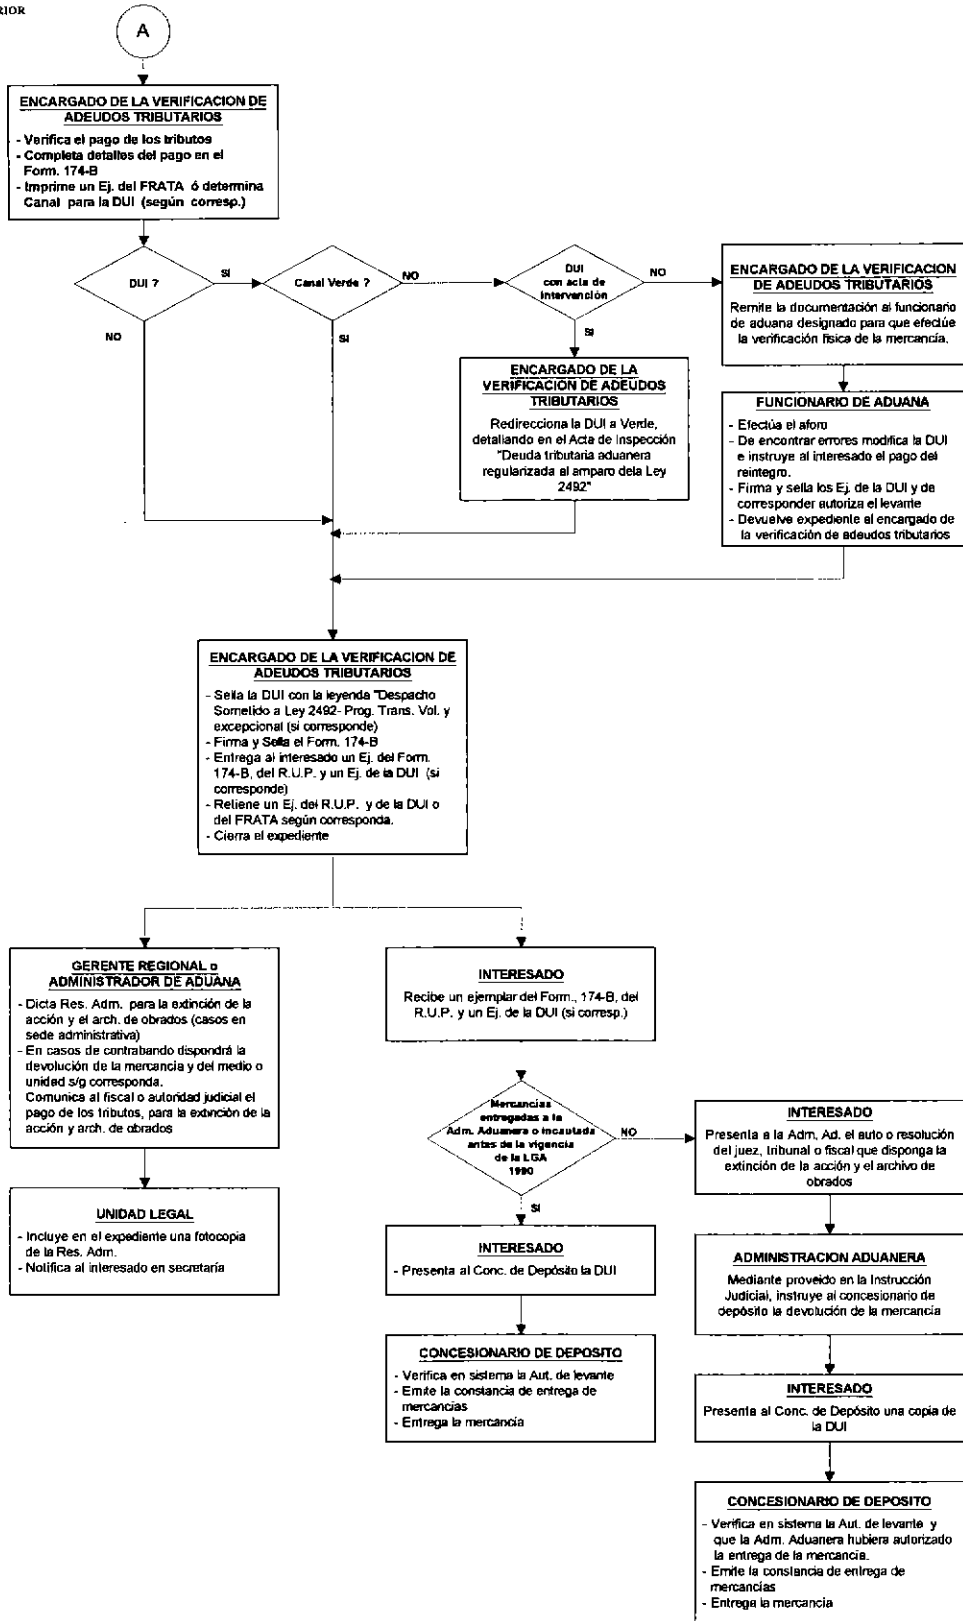 RIOR
A
ENCARGADO DE LA VERIFICACION DE
ADEUDOS TRIBUTARIOS
- Verifica el pago de los tributos
- Completa detalles del pago en el
Form. 174-B
- Imprime un Ej. del FRATA ó determina
Canal para la DUI (según corresp.)
DUI ?
SI
NO
Canal Verde ?
NO
SI
DUI
con acta de
Intervención
NO
SI
ENCARGADO DE LA VERIFICACION
DE ADEUDOS TRIBUTARIOS
Remite la documentación al funcionario
de aduana designado para que efectúe
la verificación física de la mercancía.
ENCARGADO DE LA
VERIFICACIÓN DE ADEUDOS
TRIBUTARIOS
Redirecciona la DUI a Verde,
detallando en el Acta de Inspección
"Deuda tributaria aduanera
regularizada al amparo dela Ley
2492"
FUNCIONARIO DE ADUANA
- Efectúa el aforo
- De encontrar errores modifica la DUI
e instruye al interesado el pago del
reintegro.
- Firma y sella los Ej. de la DUI y de
corresponder autoriza el levante
- Devuelve expediente al encargado de
la verificación de adeudos tributarios
ENCARGADO DE LA VERIFICACION DE
ADEUDOS TRIBUTARIOS
- Sella la DUI con la leyenda "Despacho
Sometido a Ley 2492- Prog. Trans. Vol. y
excepcional (si corresponde)
- Firma y Sella el Form. 174-B
- Entrega al interesado un Ej. del Form.
174-B, del R.U.P. y un Ej. de la DUI (si
corresponde)
- Retiene un Ej. del R.U.P. y de la DUI o
del FRATA según corresponda.
- Cierra el expediente
GERENTE REGIONAL o
ADMINISTRADOR DE ADUANA
- Dicta Res. Adm. para la extinción de la
acción y el arch. de obrados (casos en
sede administrativa)
- En casos de contrabando dispondrá la
devolución de la mercancia y del medio o
unidad s/g corresponda.
Comunica al fiscal o autoridad judicial el
pago de los tributos, para la extinción de la
acción y arch. de obrados
UNIDAD LEGAL
- Incluye en el expediente una fotocopia
de la Res. Adm.
- Notifica al interesado en secretaría
INTERESADO
Recibe un ejemplar del Form., 174-B, del
R.U.P. y un Ej. de la DUI (si corresp.)
Mercancias
entregadas a la
Adm. Aduanera o incautada
antes de la vigencia
de la LGA
1990
NO
SI
INTERESADO
- Presenta al Conc. de Depósito la DUI
CONCESIONARIO DE DEPOSITO
- Verifica en sistema la Aut. de levante
- Emite la constancia de entrega de
mercancías
- Entrega la mercancía
INTERESADO
Presenta a la Adm. Ad. el auto o resolución
del juez, tribunal o fiscal que disponga la
extinción de la acción y el archivo de
obrados
ADMINISTRACION ADUANERA
Mediante proveido en la Instrucción
Judicial, instruye al concesionario de
depósito la devolución de la mercancía
INTERESADO
Presenta al Conc. de Depósito una copia de
la DUI
CONCESIONARIO DE DEPOSITO
- Verifica en sistema la Aut. de levante y
que la Adm. Aduanera hubiera autorizado
la entrega de la mercancía.
- Emite la constancia de entrega de
mercancías
- Entrega la mercancía